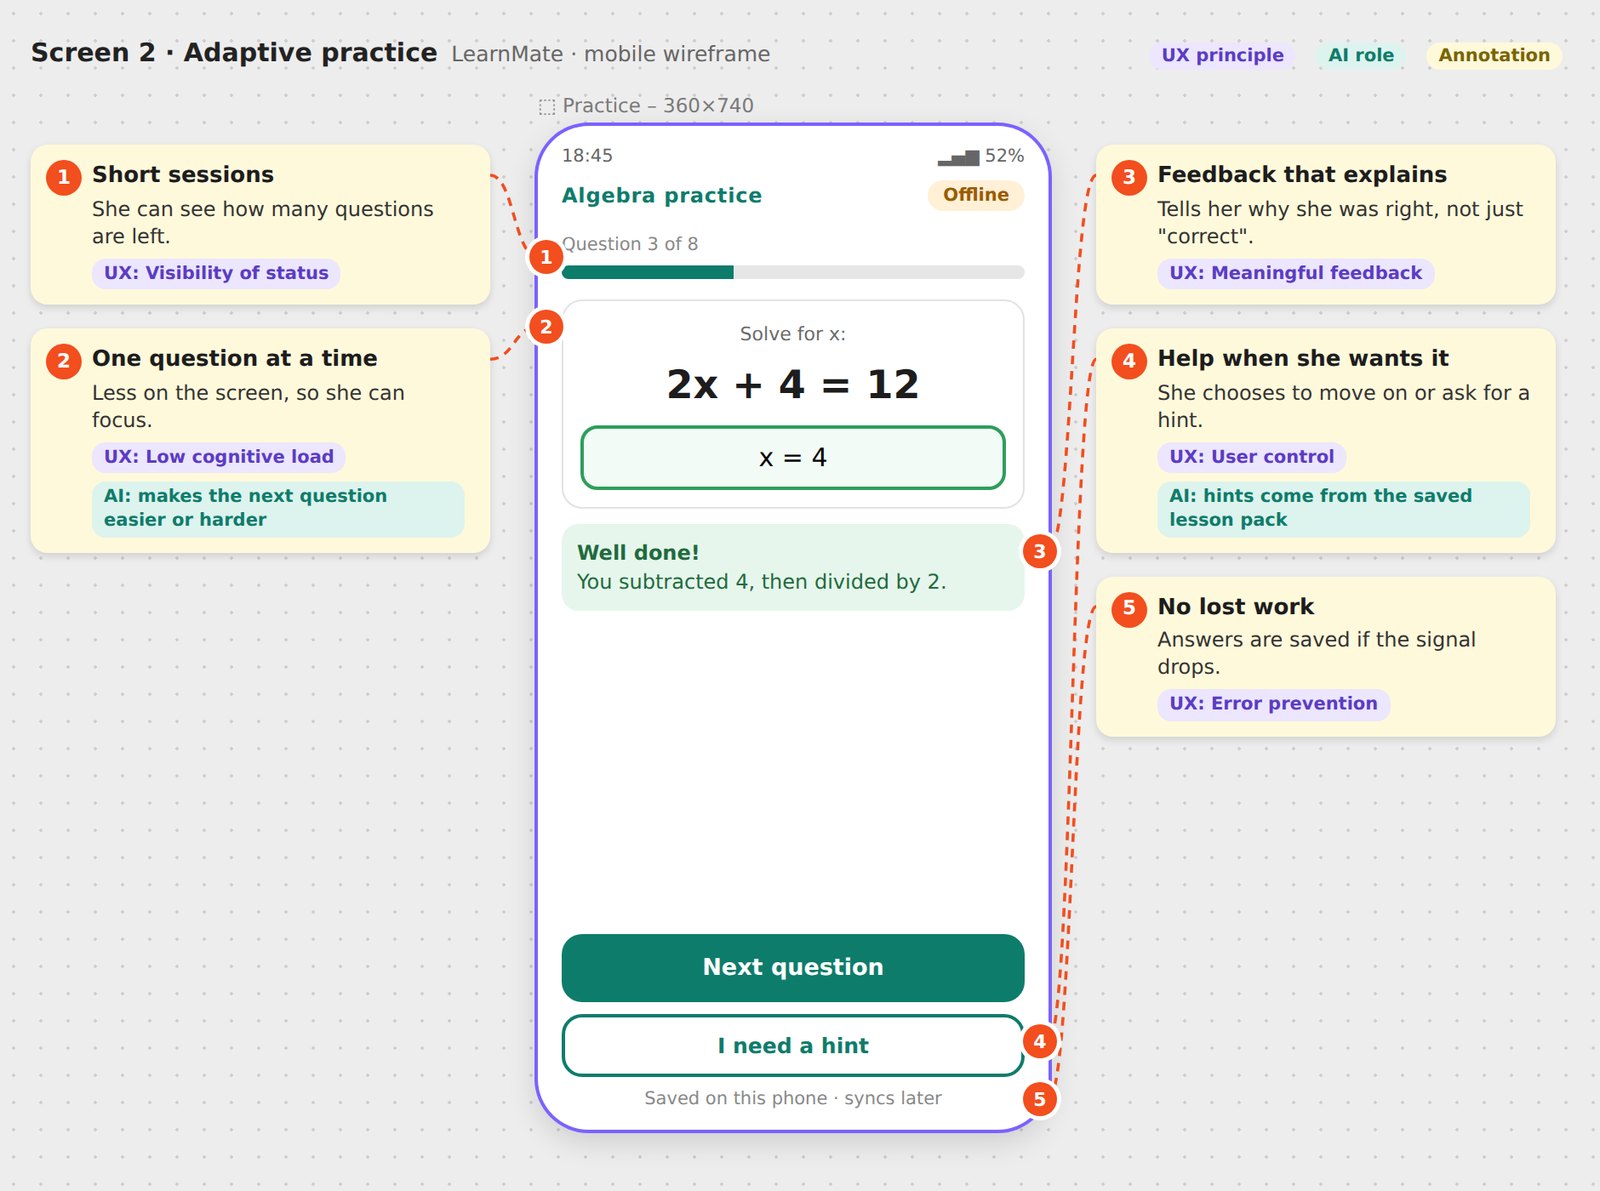 Screen 2 · Adaptive practice LearnMate · mobile wireframe
UX principle AI role Annotation
Practice – 360×740
1 Short sessions
She can see how many questions
are left.
UX: Visibility of status
2 One question at a time
Less on the screen, so she can
focus.
UX: Low cognitive load
AI: makes the next question
easier or harder
18:45 52%
Algebra practice Offline
Question 3 of 8
1
2
Solve for x:
2x + 4 = 12
x = 4
Well done!
You subtracted 4, then divided by 2.
3
Next question
I need a hint
4
Saved on this phone · syncs later
5
3 Feedback that explains
Tells her why she was right, not just
"correct".
UX: Meaningful feedback
4 Help when she wants it
She chooses to move on or ask for a
hint.
UX: User control
AI: hints come from the saved
lesson pack
5 No lost work
Answers are saved if the signal
drops.
UX: Error prevention